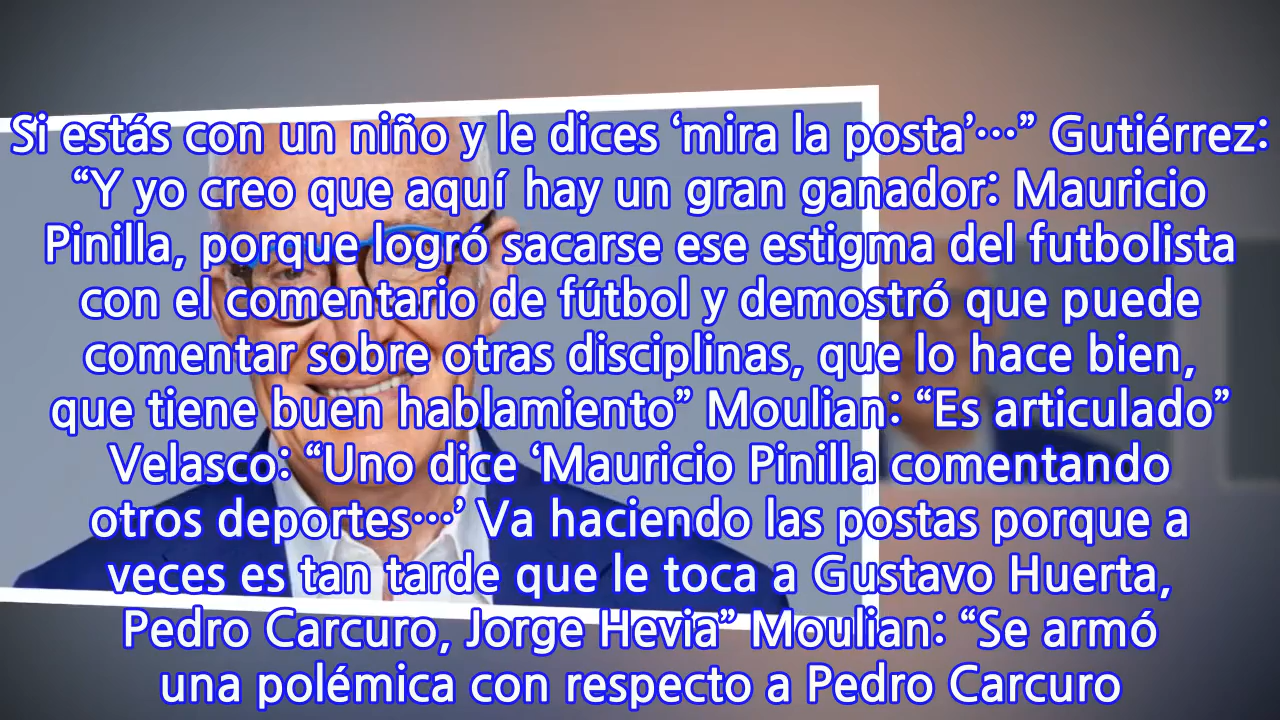 Si estás con un niño y le dices ‘mira la posta’…” Gutiérrez:
“Y yo creo que aquí hay un gran ganador: Mauricio
Pinilla, porque logró sacarse ese estigma del futbolista
con el comentario de fútbol y demostró que puede
comentar sobre otras disciplinas, que lo hace bien,
que tiene buen hablamiento” Moulian: “Es articulado”
Velasco: “Uno dice ‘Mauricio Pinilla comentando
otros deportes…’ Va haciendo las postas porque a
veces es tan tarde que le toca a Gustavo Huerta,
Pedro Carcuro, Jorge Hevia” Moulian: “Se armó
una polémica con respecto a Pedro Carcuro